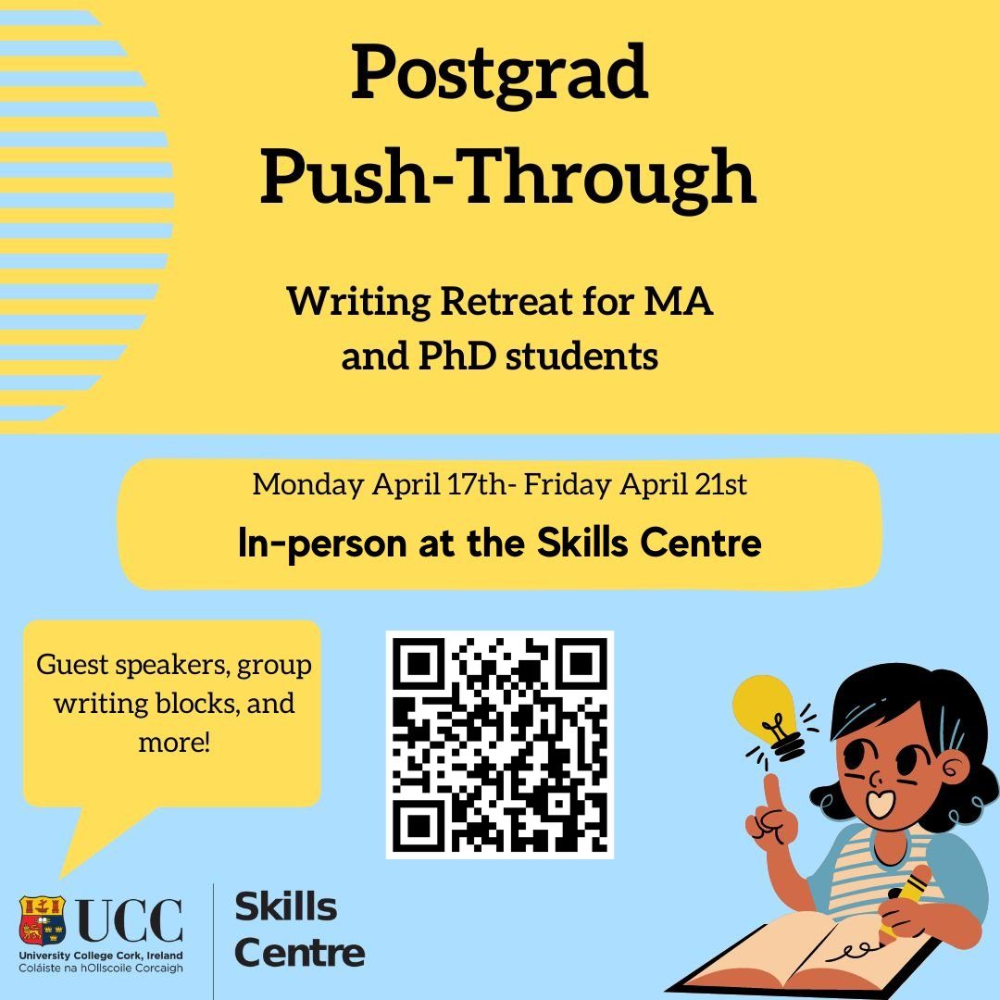 Postgrad
Push-Through
Writing Retreat for MA
and PhD students
Monday April 17th- Friday April 21st
In-person at the Skills Centre
Guest speakers, group
writing blocks, and
more!
UCC
University College Cork, Ireland
Coláiste na hOllscoile Corcaigh
Skills
Centre